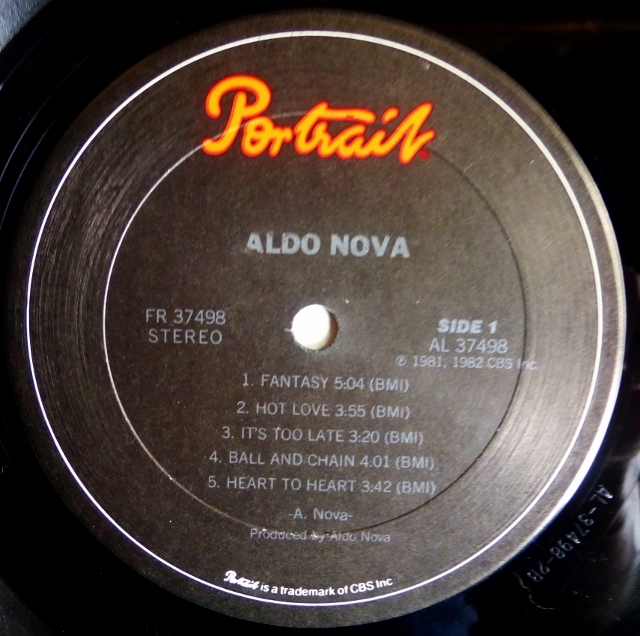 Portrait
ALDO NOVA
FR 37498
STEREO
SIDE 1
AL 37498
℗ 1981, 1982 CBS Inc.
1. FANTASY 5:04 (BMI)
2. HOT LOVE 3:55 (BMI)
3. IT'S TOO LATE 3:20 (BMI)
4. BALL AND CHAIN 4:01 (BMI)
5. HEART TO HEART 3:42 (BMI)
-A. Nova-
Produced by Aldo Nova
Portrait is a trademark of CBS Inc